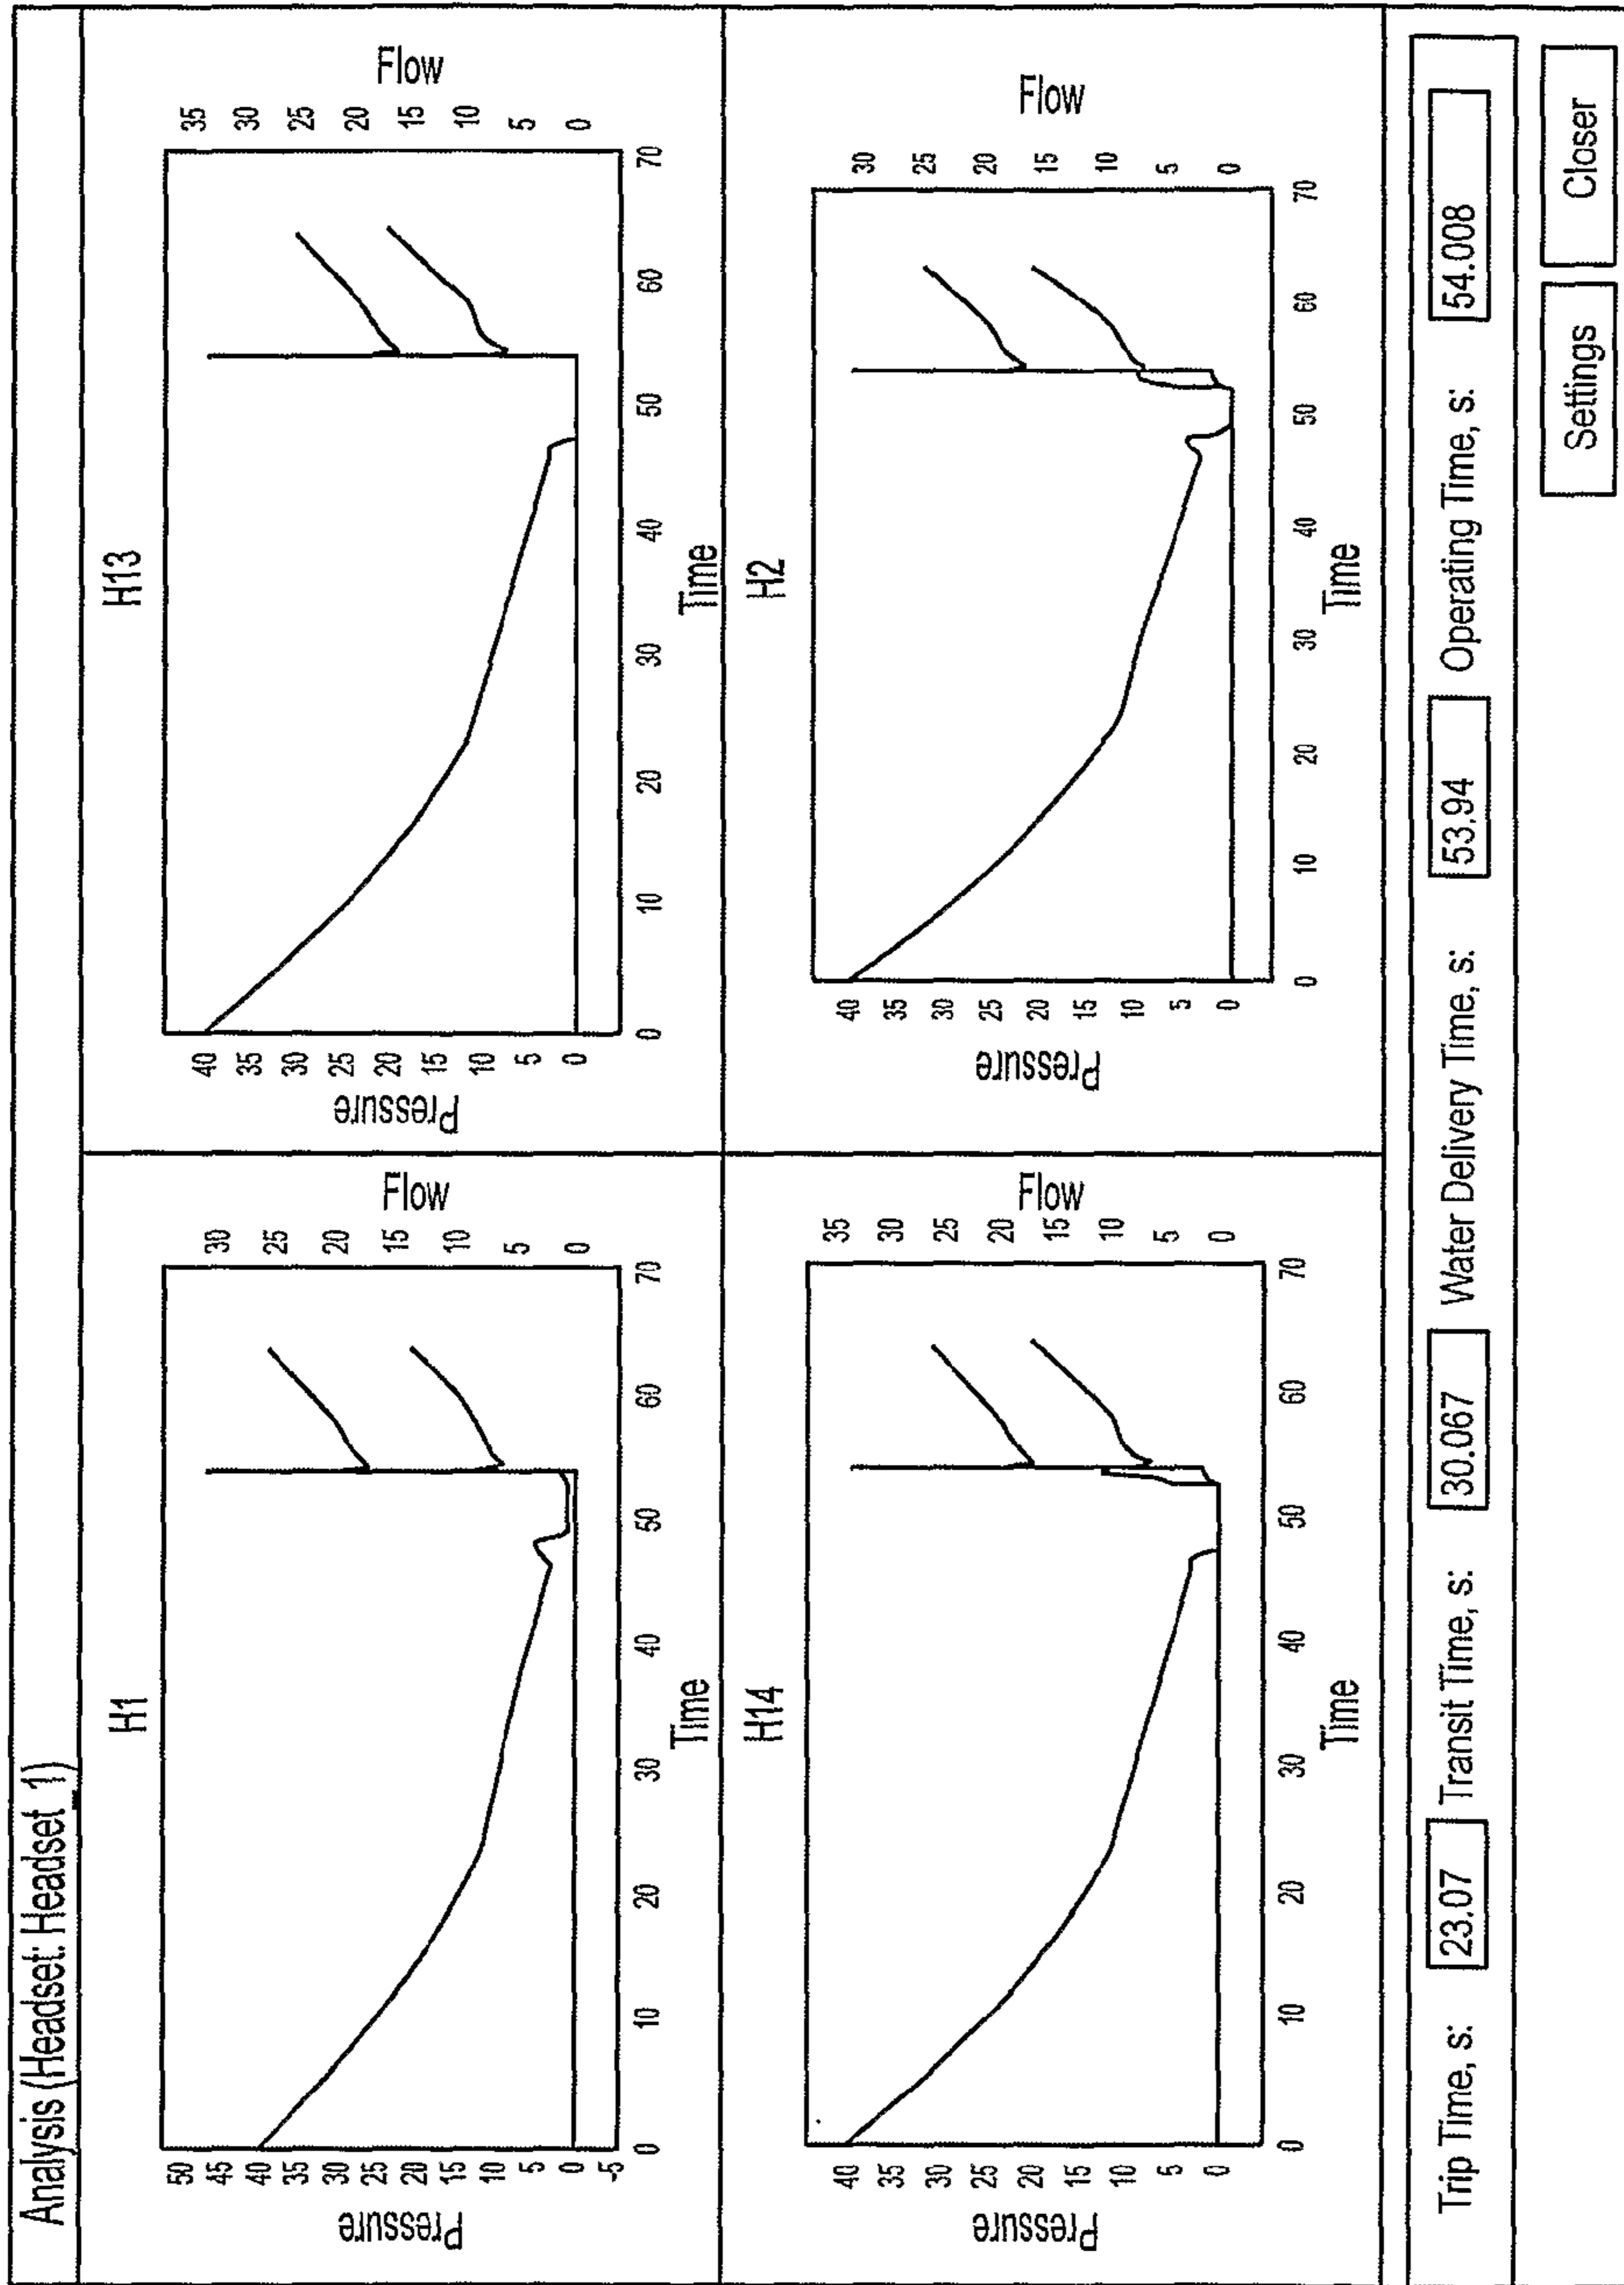 Analysis (Headset: Headset_1)
H1
Pressure
50 45 40 35 30 25 20 15 10 5 0 -5
0 10 20 30 40 50 60 70
Time
30 25 20 15 10 5 0
Flow
H13
Pressure
40 35 30 25 20 15 10 5 0
0 10 20 30 40 50 60 70
Time
35 30 25 20 15 10 5 0
Flow
H14
Pressure
40 35 30 25 20 15 10 5 0
0 10 20 30 40 50 60 70
Time
35 30 25 20 15 10 5 0
Flow
H2
Pressure
40 35 30 25 20 15 10 5 0
0 10 20 30 40 50 60 70
Time
30 25 20 15 10 5 0
Flow
Trip Time, s: 23.07 Transit Time, s: 30.067 Water Delivery Time, s: 53.94 Operating Time, s: 54.008
Settings Closer